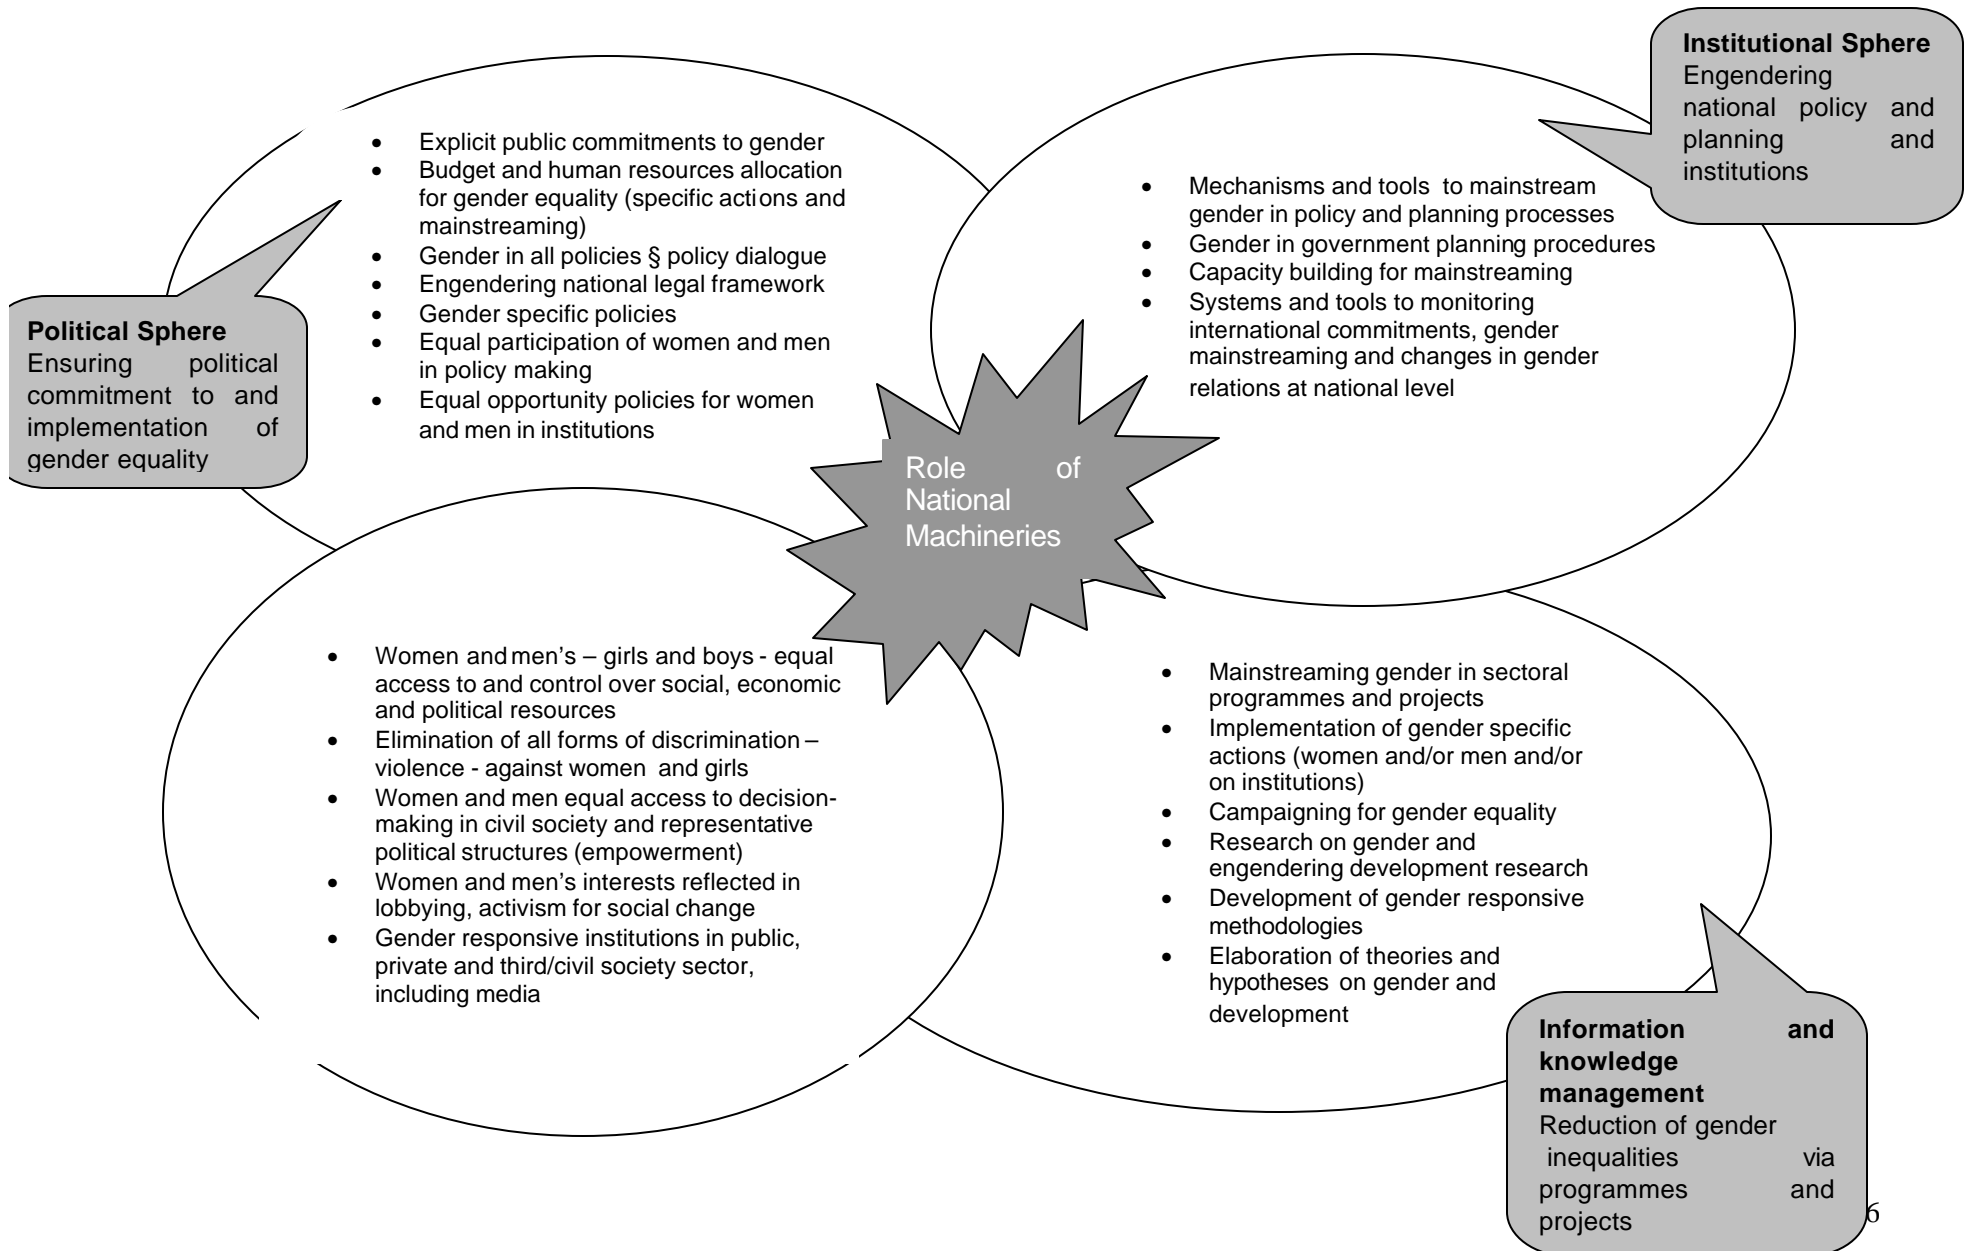 Institutional Sphere
Engendering
national policy and
planning and
institutions
• Explicit public commitments to gender
• Budget and human resources allocation
for gender equality (specific actions and
mainstreaming)
• Gender in all policies § policy dialogue
• Engendering national legal framework
• Gender specific policies
• Equal participation of women and men
in policy making
• Equal opportunity policies for women
and men in institutions
• Mechanisms and tools to mainstream
gender in policy and planning processes
• Gender in government planning procedures
• Capacity building for mainstreaming
• Systems and tools to monitoring
international commitments, gender
mainstreaming and changes in gender
relations at national level
Political Sphere
Ensuring political
commitment to and
implementation of
gender equality
Role of
National
Machineries
• Women and men’s – girls and boys - equal
access to and control over social, economic
and political resources
• Elimination of all forms of discrimination –
violence - against women and girls
• Women and men equal access to decision-
making in civil society and representative
political structures (empowerment)
• Women and men’s interests reflected in
lobbying, activism for social change
• Gender responsive institutions in public,
private and third/civil society sector,
including media
• Mainstreaming gender in sectoral
programmes and projects
• Implementation of gender specific
actions (women and/or men and/or
on institutions)
• Campaigning for gender equality
• Research on gender and
engendering development research
• Development of gender responsive
methodologies
• Elaboration of theories and
hypotheses on gender and
development
Information and
knowledge
management
Reduction of gender
inequalities via
programmes and
projects
6